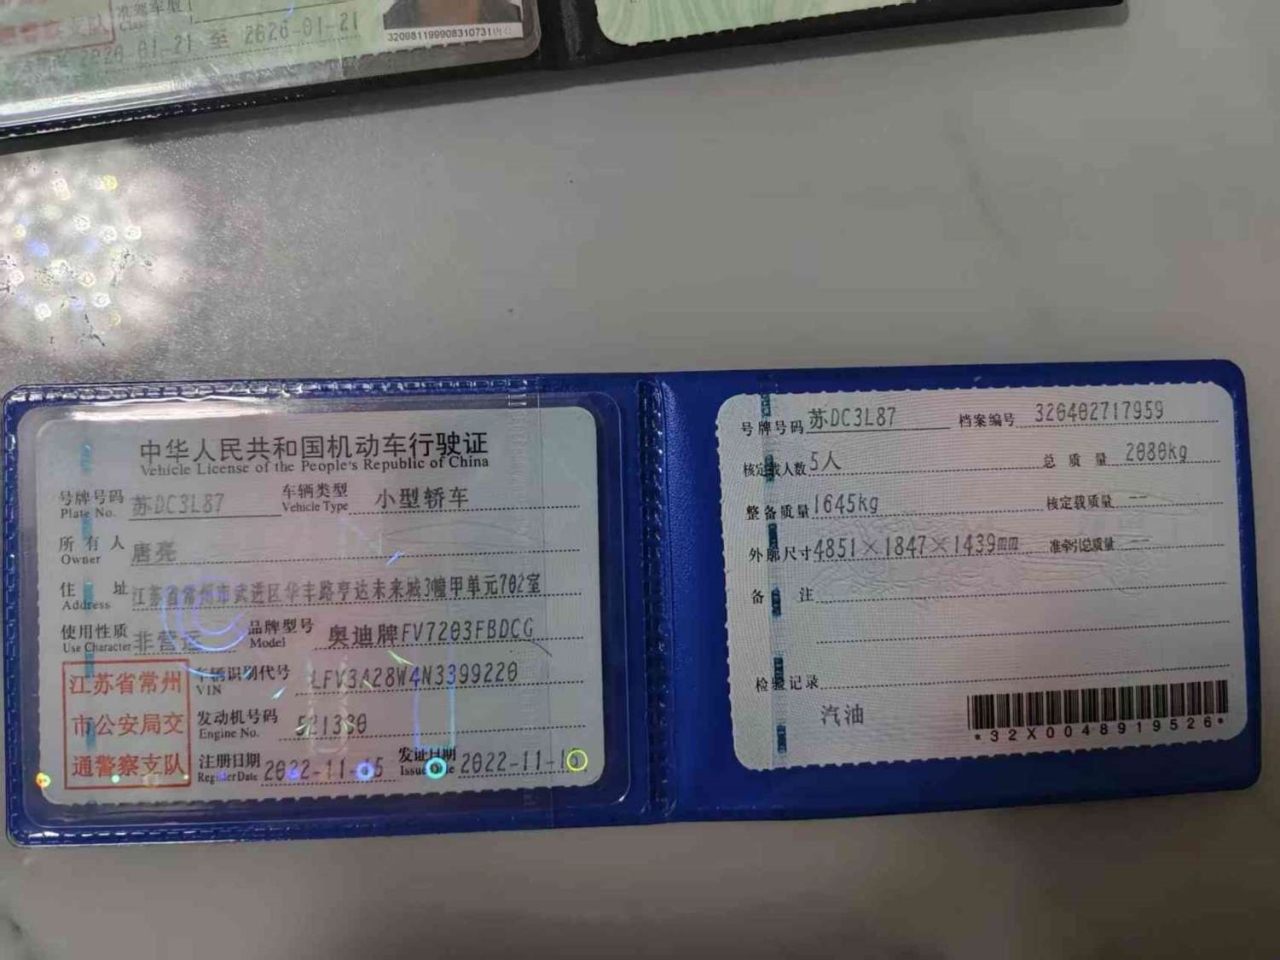 2026-01-21 至 2026-01-21
中华人民共和国机动车行驶证
Vehicle License of the People's Republic of China
号牌号码 苏DC3L87 车辆类型 小型轿车
Plate No. Vehicle Type
所有人 唐亮
Owner
住址 江苏省常州市武进区华丰路亨达未来城3幢甲单元702室
Address
使用性质 非营运 品牌型号 奥迪牌FV7203FBDCG
Use Character Model
江苏省常州
市公安局交
通警察支队
车辆识别代号 LFV3A28W4N3399220
VIN
发动机号码
Engine No.
注册日期 2022-11-15 发证日期 2022-11-
Register Date Issue Date
号牌号码 苏DC3L87 档案编号 320402717959
核定载人数 5人 总质量 2080kg
整备质量 1645kg 核定载质量 --
外廓尺寸 4851×1847×1439mm 准牵引总质量 --
备注
检验记录
汽油
*32X0048919526*